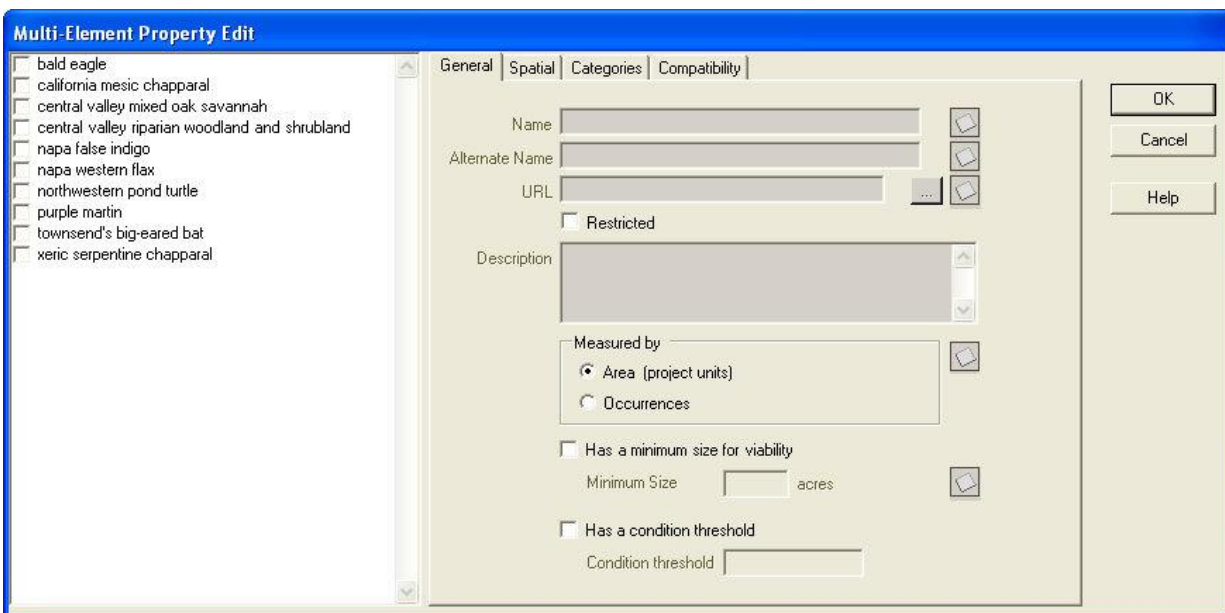 Multi-Element Property Edit
bald eagle
california mesic chapparal
central valley mixed oak savannah
central valley riparian woodland and shrubland
napa false indigo
napa western flax
northwestern pond turtle
purple martin
townsend's big-eared bat
xeric serpentine chapparal
General Spatial Categories Compatibility
Name
Alternate Name
URL ...
Restricted
Description
Measured by
Area (project units)
Occurrences
Has a minimum size for viability
Minimum Size acres
Has a condition threshold
Condition threshold
OK
Cancel
Help